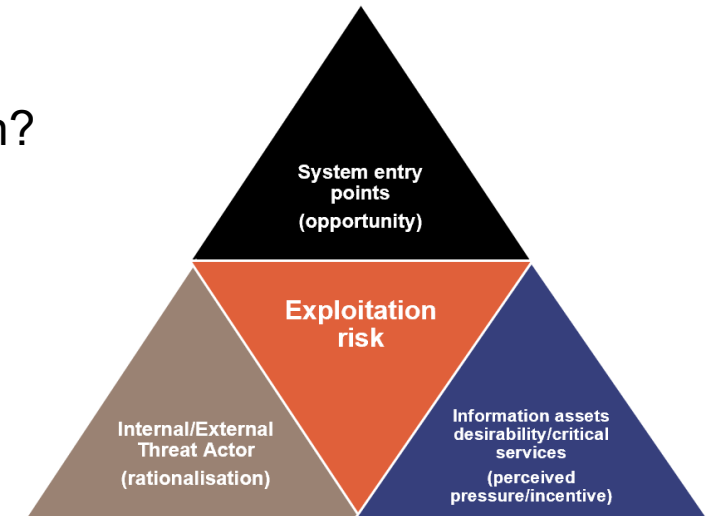 System entry
points
(opportunity)
Exploitation
risk
Internal/External
Threat Actor
(rationalisation)
Information assets
desirability/critical
services
(perceived
pressure/incentive)